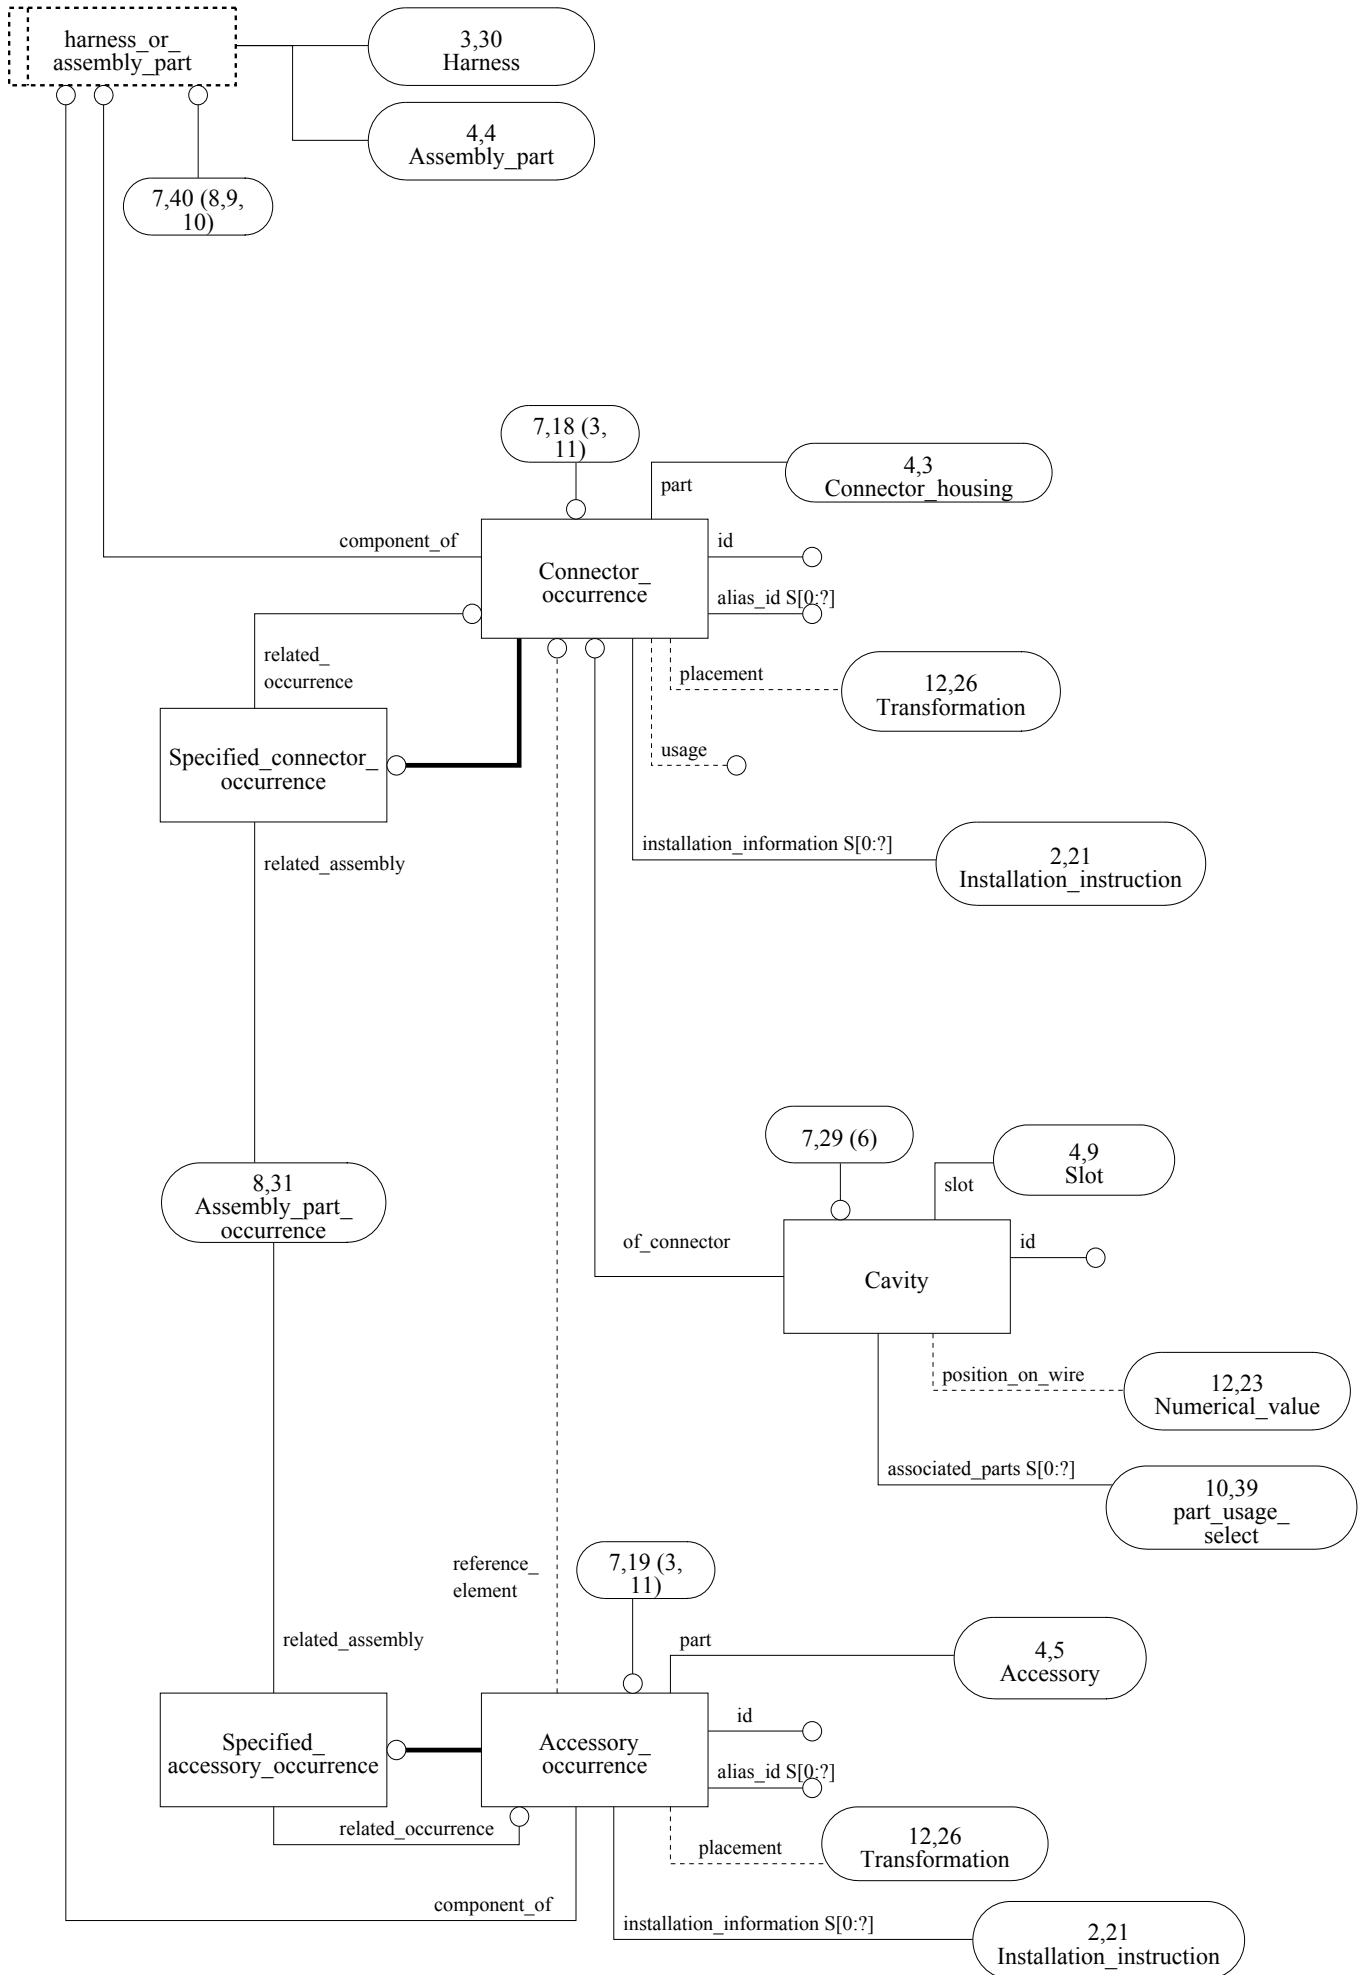 harness_or_
assembly_part
3,30
Harness
4,4
Assembly_part
7,40 (8,9,
10)
7,18 (3,
11)
part
4,3
Connector_housing
component_of
Connector_
occurrence
id
alias_id S[0:?]
related_
occurrence
placement
12,26
Transformation
usage
Specified_connector_
occurrence
installation_information S[0:?]
2,21
Installation_instruction
related_assembly
7,29 (6)
4,9
Slot
slot
8,31
Assembly_part_
occurrence
of_connector
id
Cavity
position_on_wire
12,23
Numerical_value
associated_parts S[0:?]
10,39
part_usage_
select
reference_
element
7,19 (3,
11)
related_assembly
part
4,5
Accessory
Specified_
accessory_occurrence
Accessory_
occurrence
id
alias_id S[0:?]
related_occurrence
placement
12,26
Transformation
component_of
installation_information S[0:?]
2,21
Installation_instruction